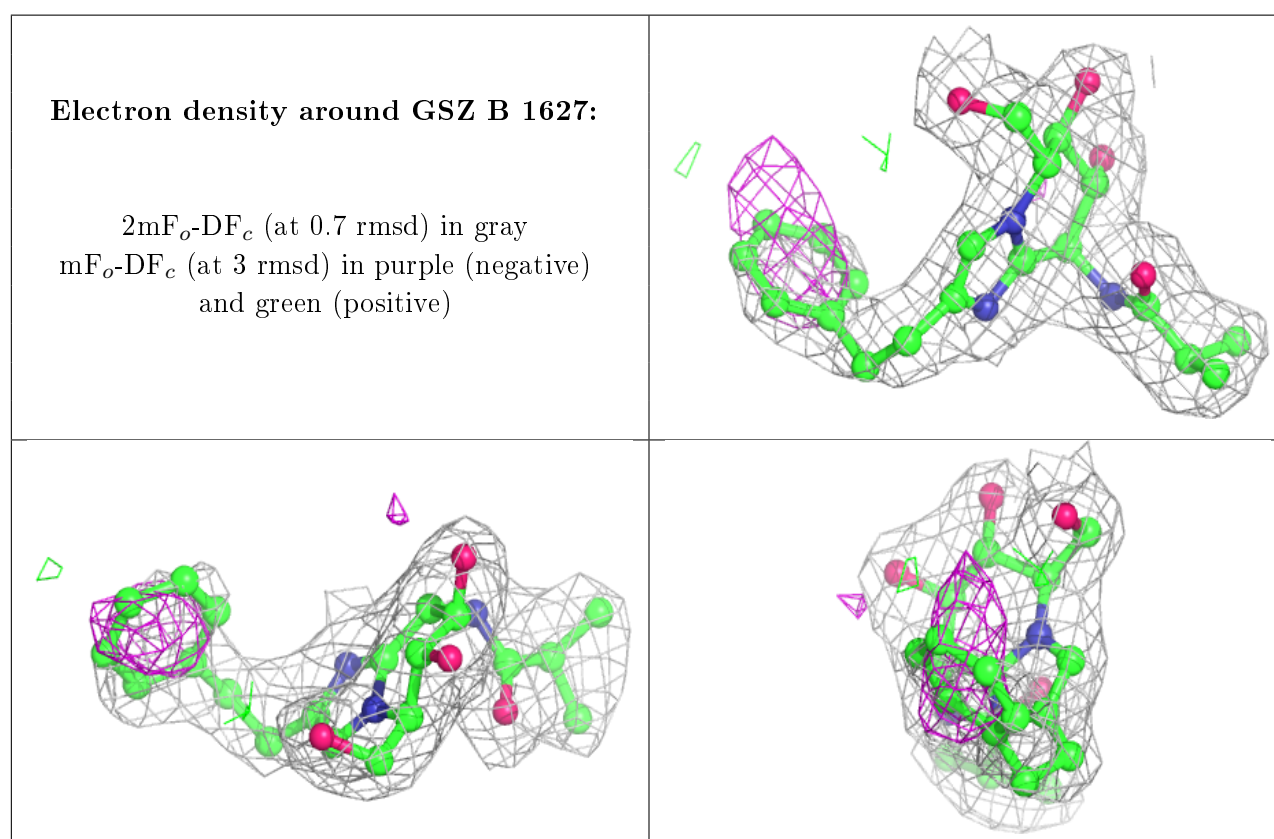 Electron density around GSZ B 1627:
2mFo-DFc (at 0.7 rmsd) in gray
mFo-DFc (at 3 rmsd) in purple (negative)
and green (positive)